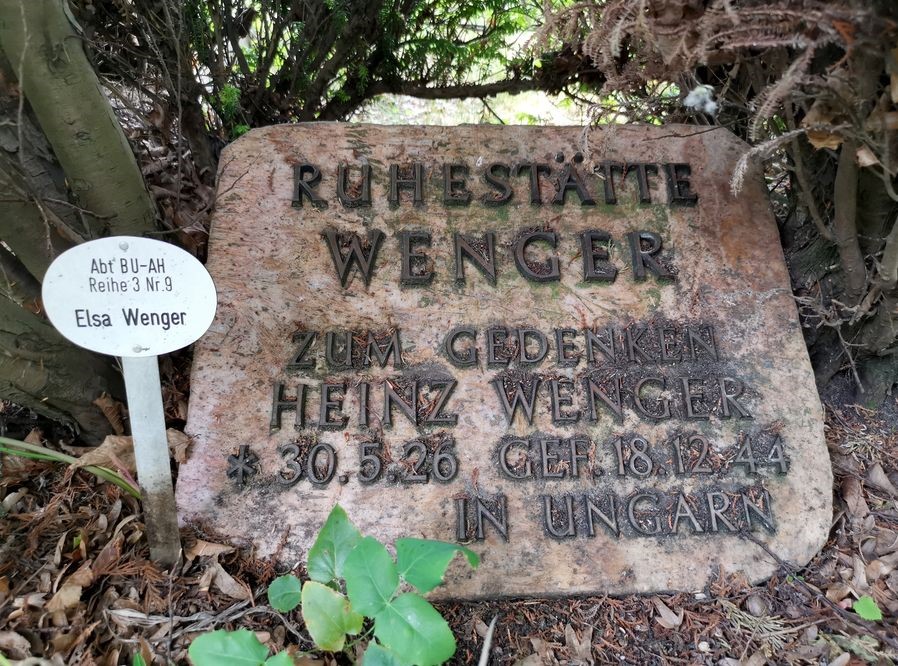 Abt BU-AH
Reihe 3 Nr. 9
Elsa Wenger
RUHESTÄTTE
WENGER
ZUM GEDENKEN
HEINZ WENGER
* 30.5.26 GEF. 18.12.44
IN UNGARN